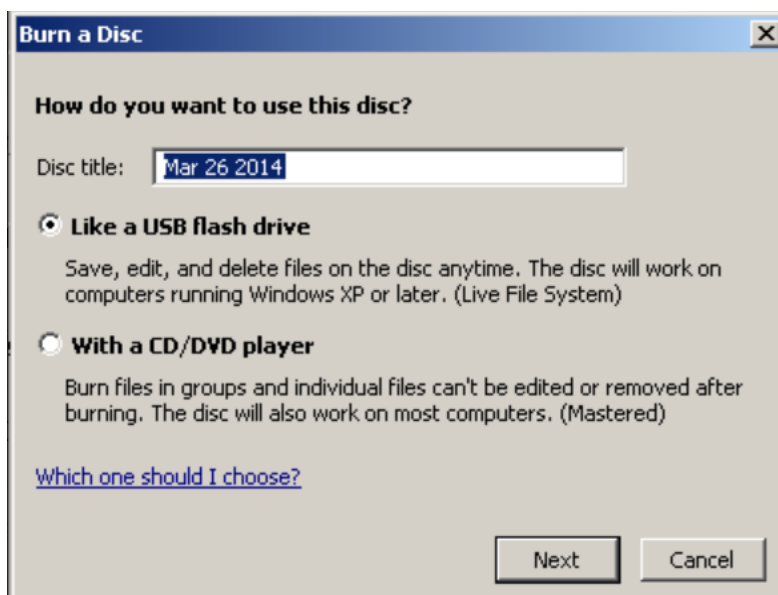 Burn a Disc
How do you want to use this disc?
Disc title: Mar 26 2014
Like a USB flash drive
Save, edit, and delete files on the disc anytime. The disc will work on
computers running Windows XP or later. (Live File System)
With a CD/DVD player
Burn files in groups and individual files can't be edited or removed after
burning. The disc will also work on most computers. (Mastered)
Which one should I choose?
Next Cancel